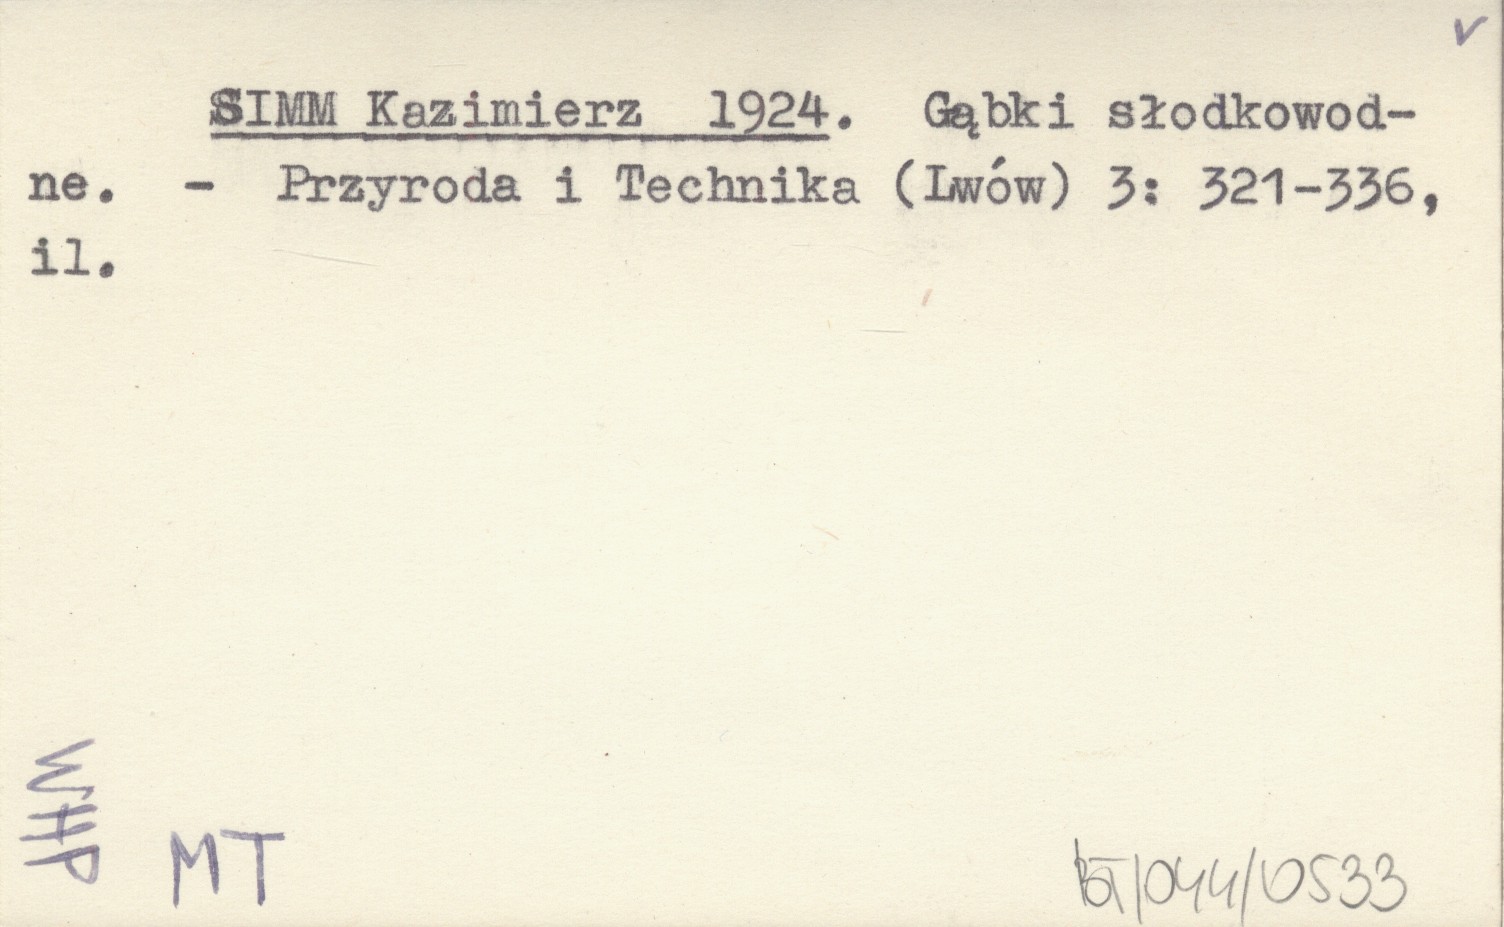 v
SIMM Kazimierz 1924. Gąbki słodkowod-
ne. - Przyroda i Technika (Lwów) 3: 321-336,
il.
WHP
MT
BT/044/0533